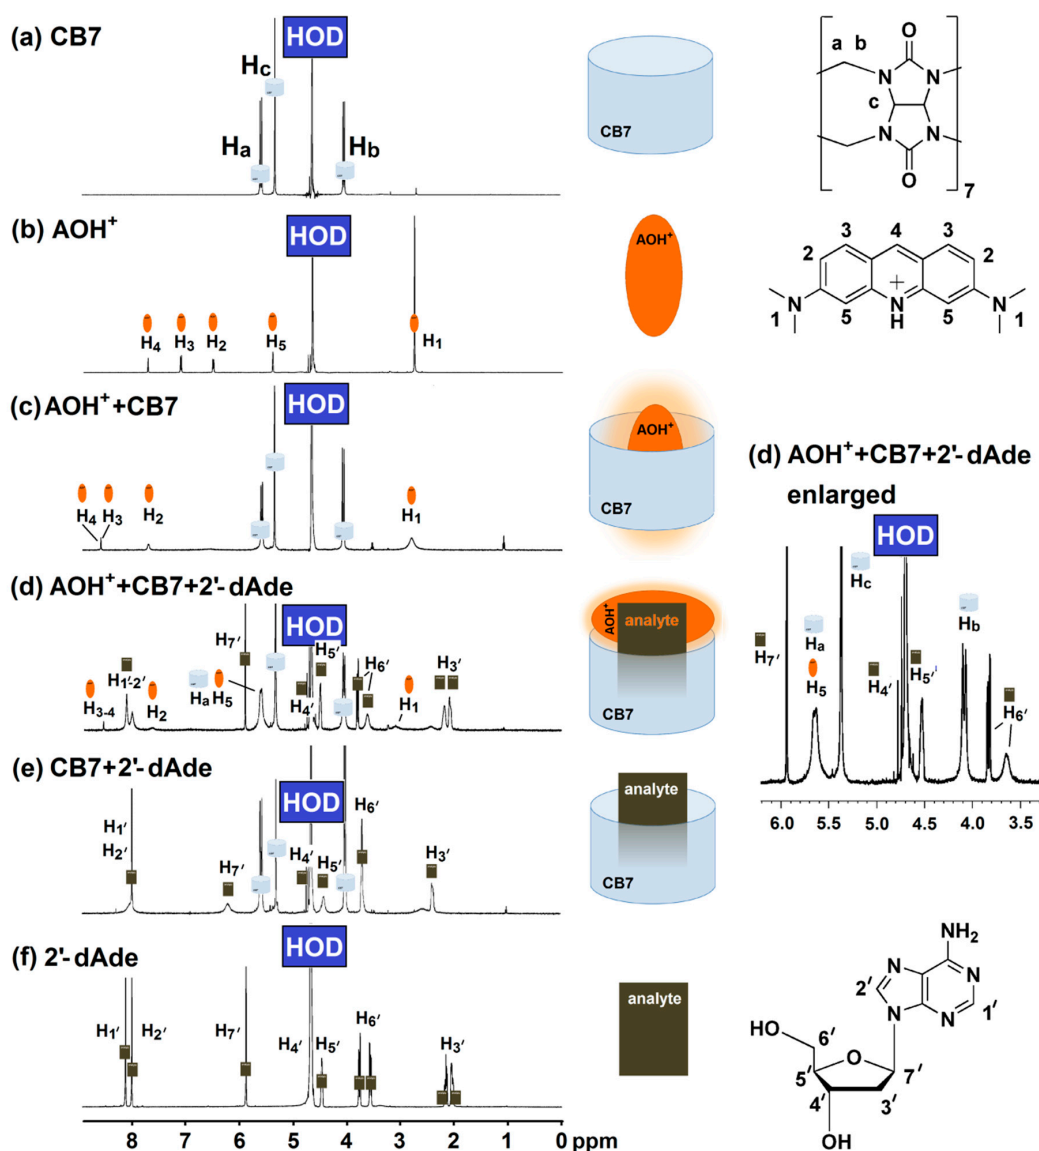 (a) CB7
HOD
Hc
Ha
Hb
CB7
a b
c
O
N N
N N
O
7
(b) AOH⁺
HOD
H₄ H₃ H₂ H₅ H₁
AOH⁺
3 4 3
2 2
N + N
1 5 N 5 1
H
(c) AOH⁺+CB7
HOD
H₄ H₃ H₂ H₁
AOH⁺
(d) AOH⁺+CB7+2'-dAde
HOD
H₇′ H₅′ H₆′
H₁′-₂′ H₃′
H₃₋₄ H₂ Ha H₅ H₄′ H₁
AOH⁺
analyte
CB7
(d) AOH⁺+CB7+2'-dAde
enlarged
HOD
Hc
Hb
H₇′ Ha H₄′ H₅′
H₅ H₆′
6.0 5.5 5.0 4.5 4.0 3.5
(e) CB7+2'-dAde
HOD
H₁′
H₂′
H₇′ H₄′ H₅′ H₆′ H₃′
analyte
CB7
(f) 2'-dAde
HOD
H₁′ H₂′ H₇′ H₄′ H₅′ H₆′ H₃′
analyte
NH₂
N N
2′
N N 1′
HO 6′
O
5′ 7′
4′ 3′
OH
8 7 6 5 4 3 2 1 0 ppm